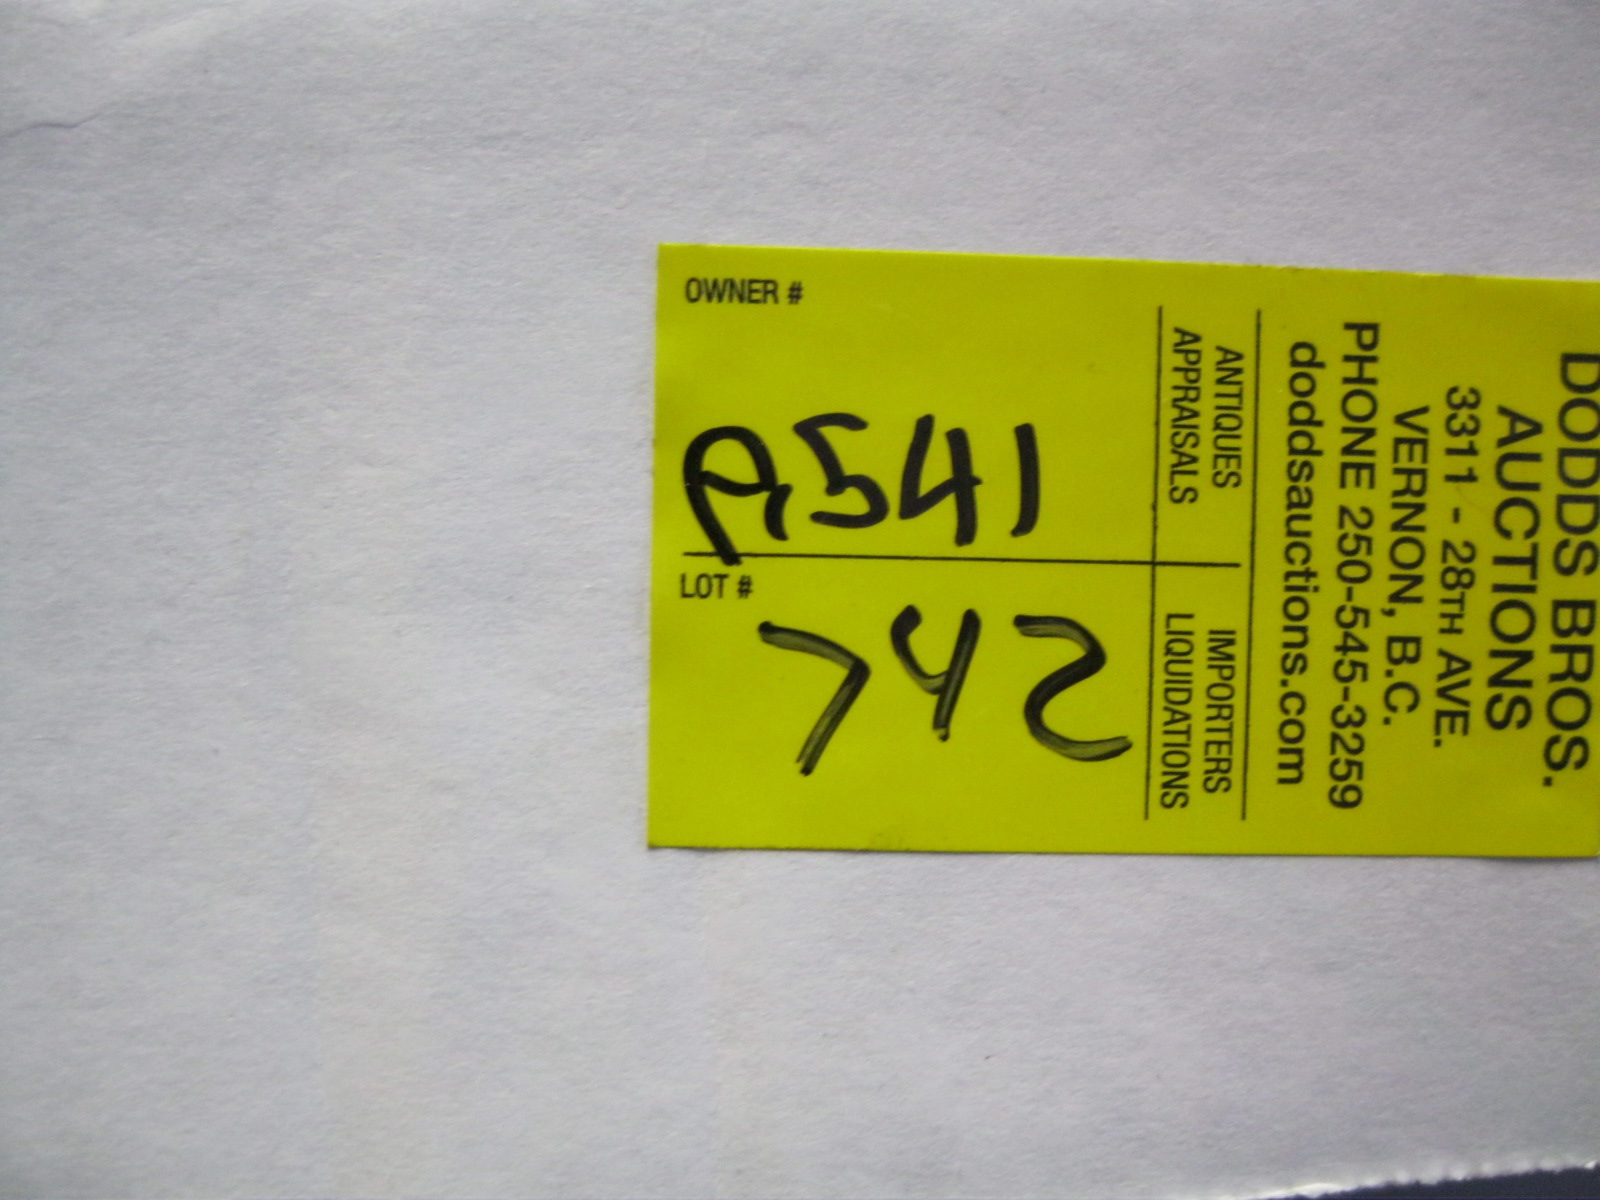 DODDS BROS.
AUCTIONS
3311 - 28TH AVE.
VERNON, B.C.
PHONE 250-545-3259
doddsauctions.com
ANTIQUES
APPRAISALS
IMPORTERS
LIQUIDATIONS
OWNER #
A541
LOT #
742